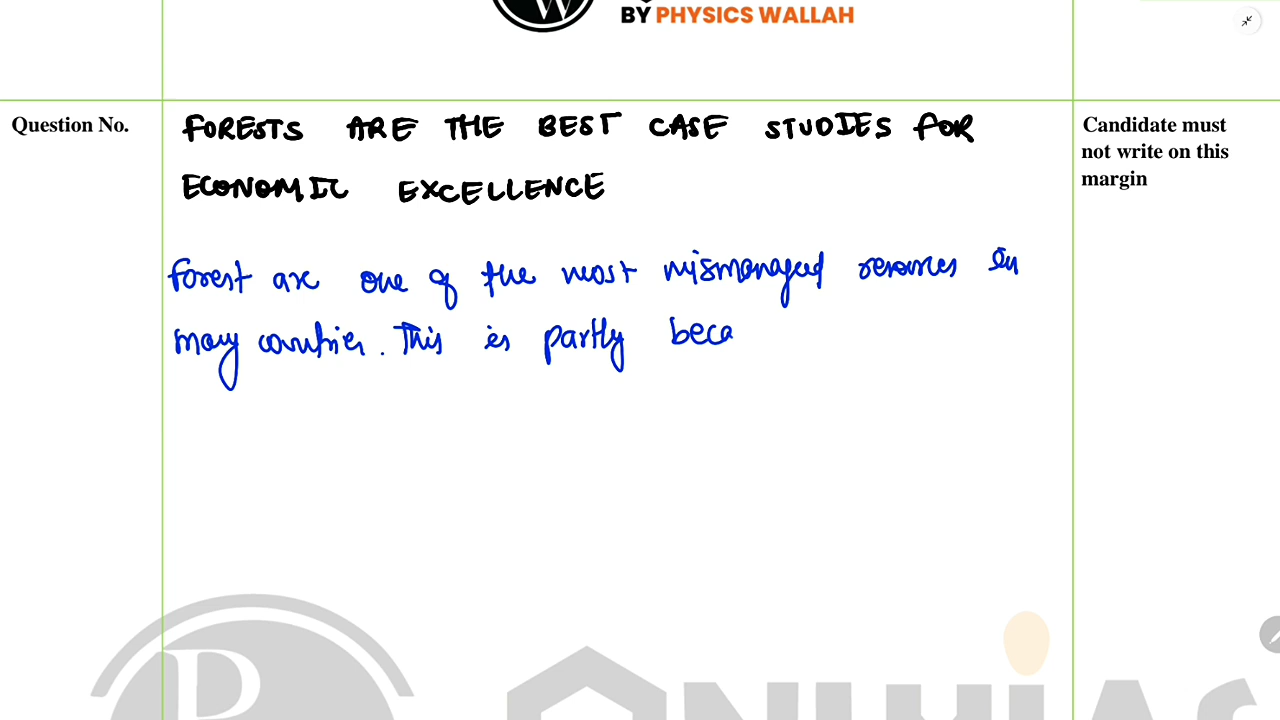 BY PHYSICS WALLAH
Question No.
FORESTS ARE THE BEST CASE STUDIES FOR
ECONOMIC EXCELLENCE
Candidate must
not write on this
margin
Forest are one of the most mismanaged resources in
many countries. This is partly beca